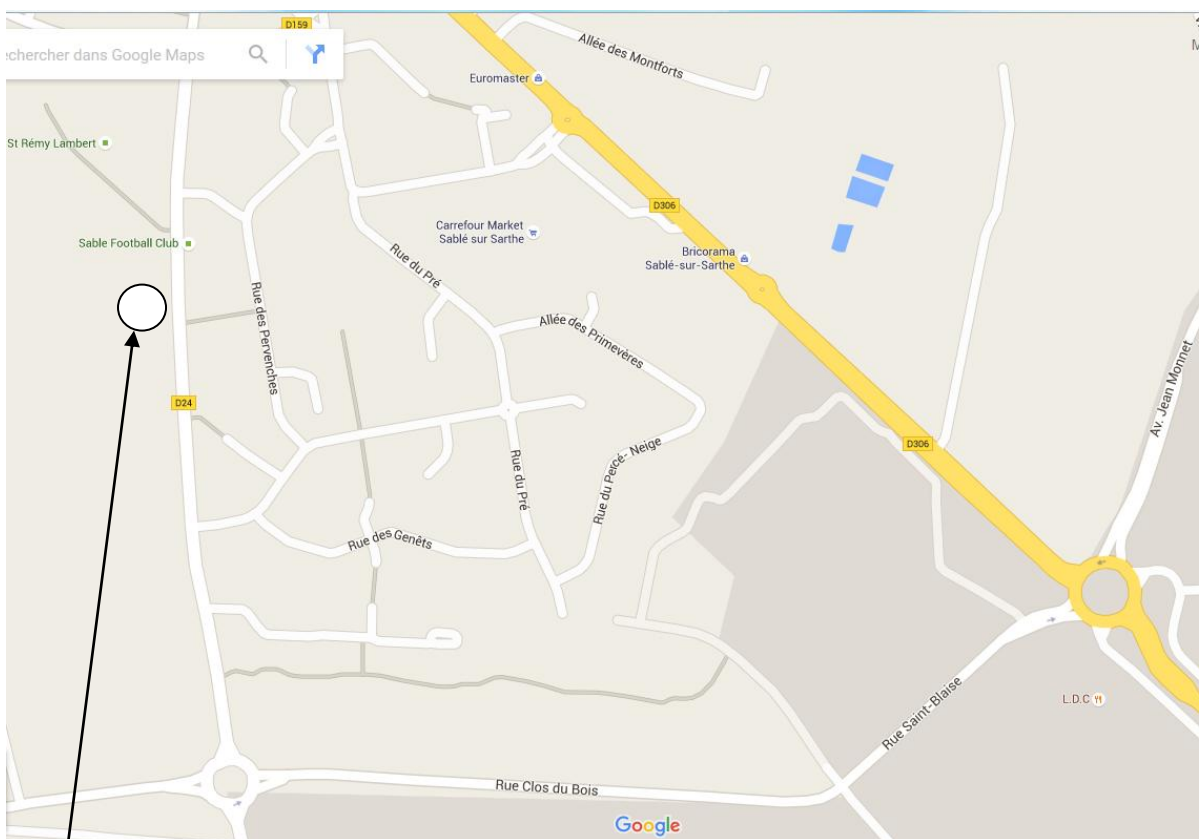 D159
echercher dans Google Maps
Allée des Montforts
Euromaster
St Rémy Lambert
D306
Carrefour Market
Sablé sur Sarthe
Sable Football Club
Rue du Pré
Bricorama
Sablé-sur-Sarthe
Rue des Pervenches
Allée des Primevères
Av. Jean Monnet
D24
D306
Rue du Pré
Rue du Percé- Neige
Rue des Genêts
Rue Saint-Blaise
L.D.C
Rue Clos du Bois
Google